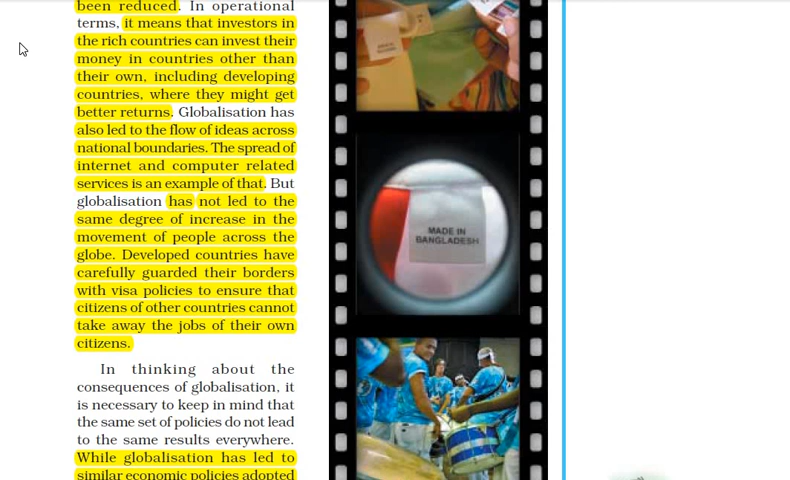 been reduced. In operational
terms, it means that investors in
the rich countries can invest their
money in countries other than
their own, including developing
countries, where they might get
better returns. Globalisation has
also led to the flow of ideas across
national boundaries. The spread of
internet and computer related
services is an example of that. But
globalisation has not led to the
same degree of increase in the
movement of people across the
globe. Developed countries have
carefully guarded their borders
with visa policies to ensure that
citizens of other countries cannot
take away the jobs of their own
citizens.
In thinking about the
consequences of globalisation, it
is necessary to keep in mind that
the same set of policies do not lead
to the same results everywhere.
While globalisation has led to
similar economic policies adopted
MADE IN
BANGLADESH